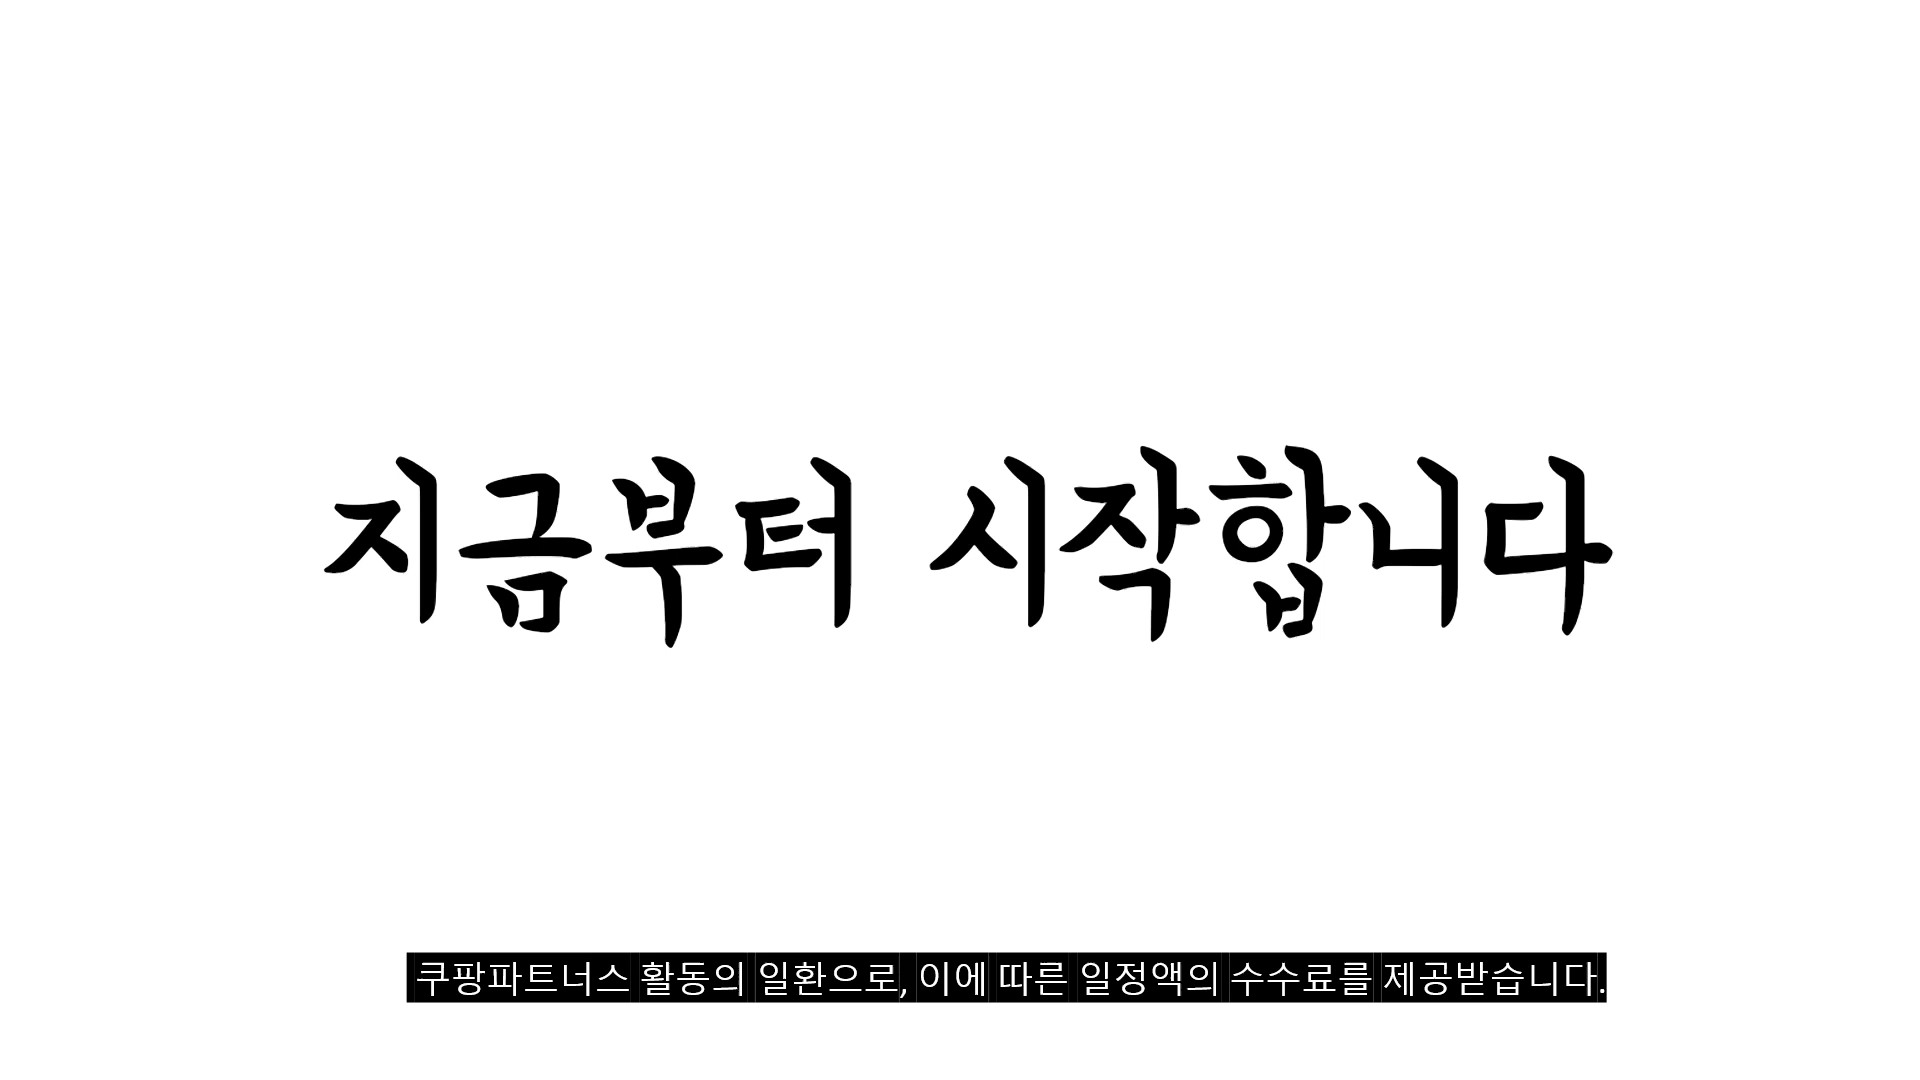 지금부터 시작합니다
쿠팡파트너스 활동의 일환으로, 이에 따른 일정액의 수수료를 제공받습니다.